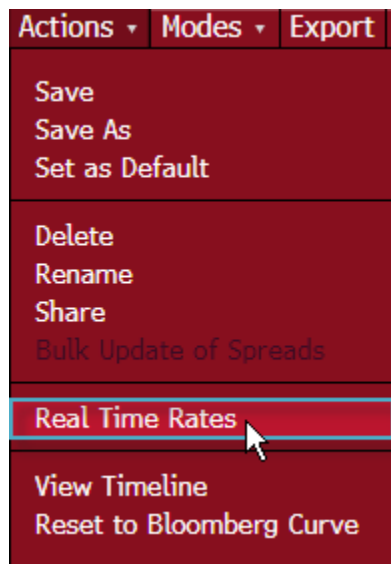 Actions Modes Export
Save
Save As
Set as Default
Delete
Rename
Share
Bulk Update of Spreads
Real Time Rates
View Timeline
Reset to Bloomberg Curve